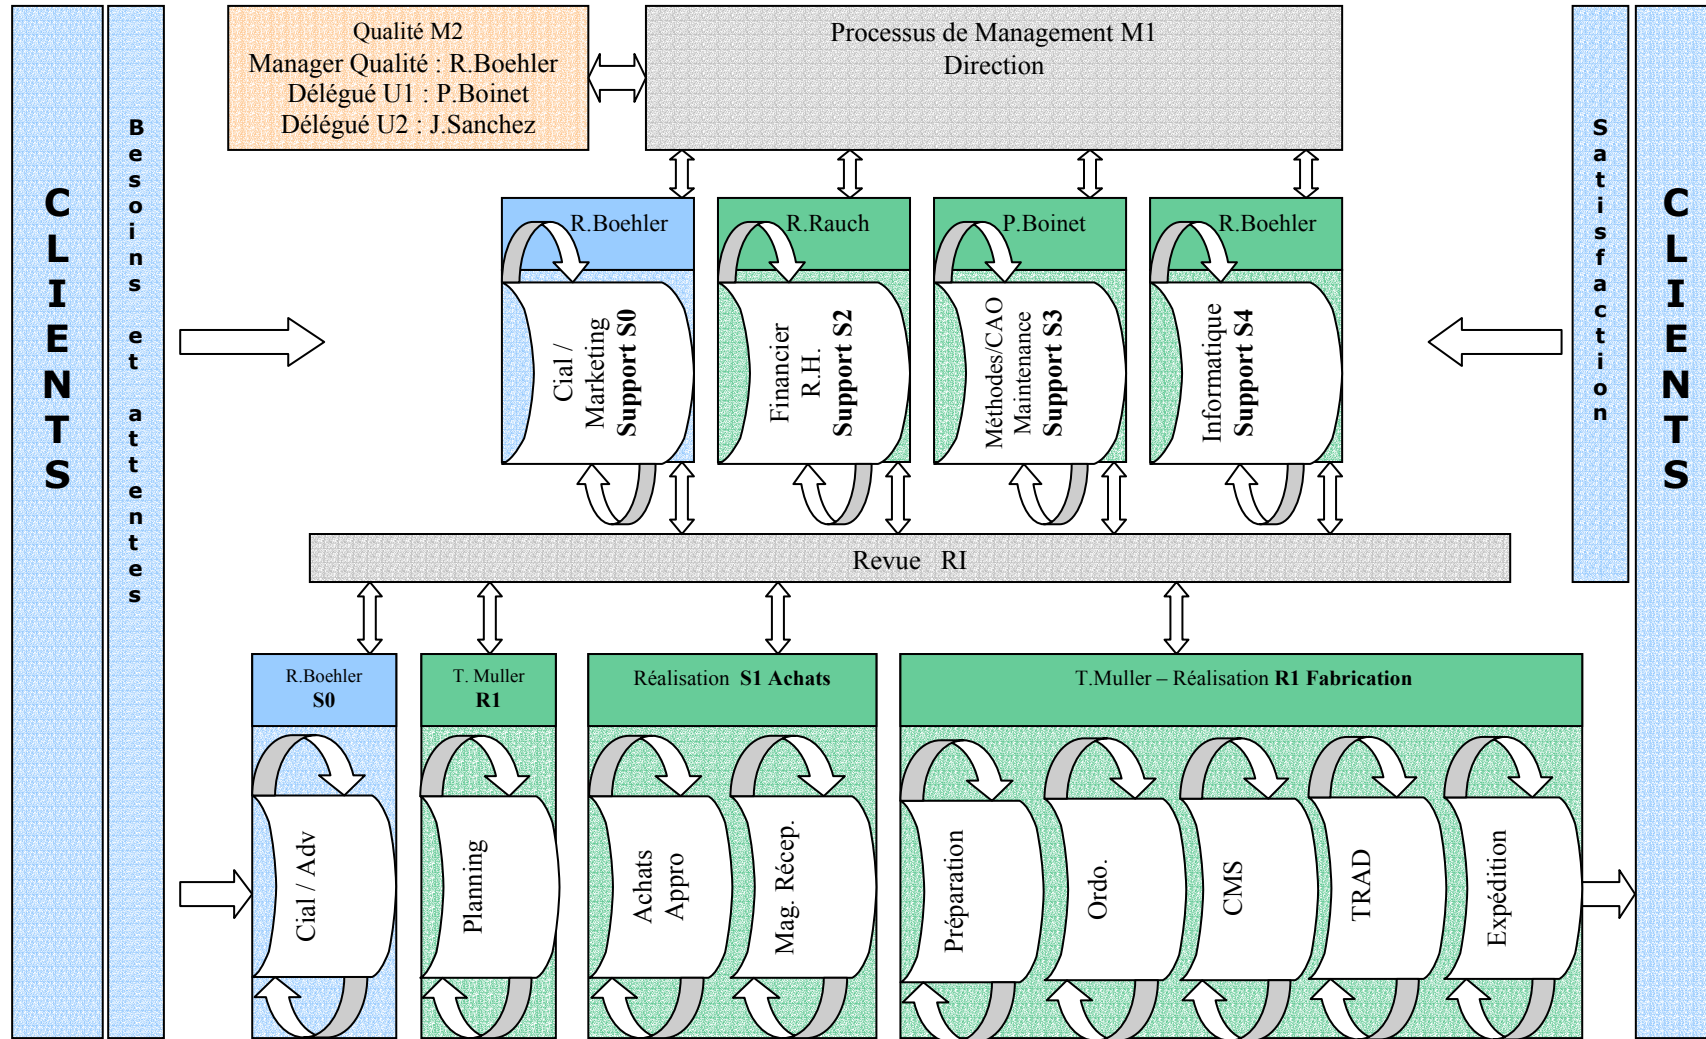 CLIENTS
Besoins et attentes
Qualité M2
Manager Qualité : R.Boehler
Délégué U1 : P.Boinet
Délégué U2 : J.Sanchez
Processus de Management M1
Direction
Satisfaction
CLIENTS
R.Boehler
Cial /
Marketing
Support S0
R.Rauch
Financier
R.H.
Support S2
P.Boinet
Méthodes/CAO
Maintenance
Support S3
R.Boehler
Informatique
Support S4
Revue RI
R.Boehler
S0
Cial / Adv
T. Muller
R1
Planning
Réalisation S1 Achats
Achats
Appro
Mag. Récep.
T.Muller – Réalisation R1 Fabrication
Préparation
Ordo.
CMS
TRAD
Expédition